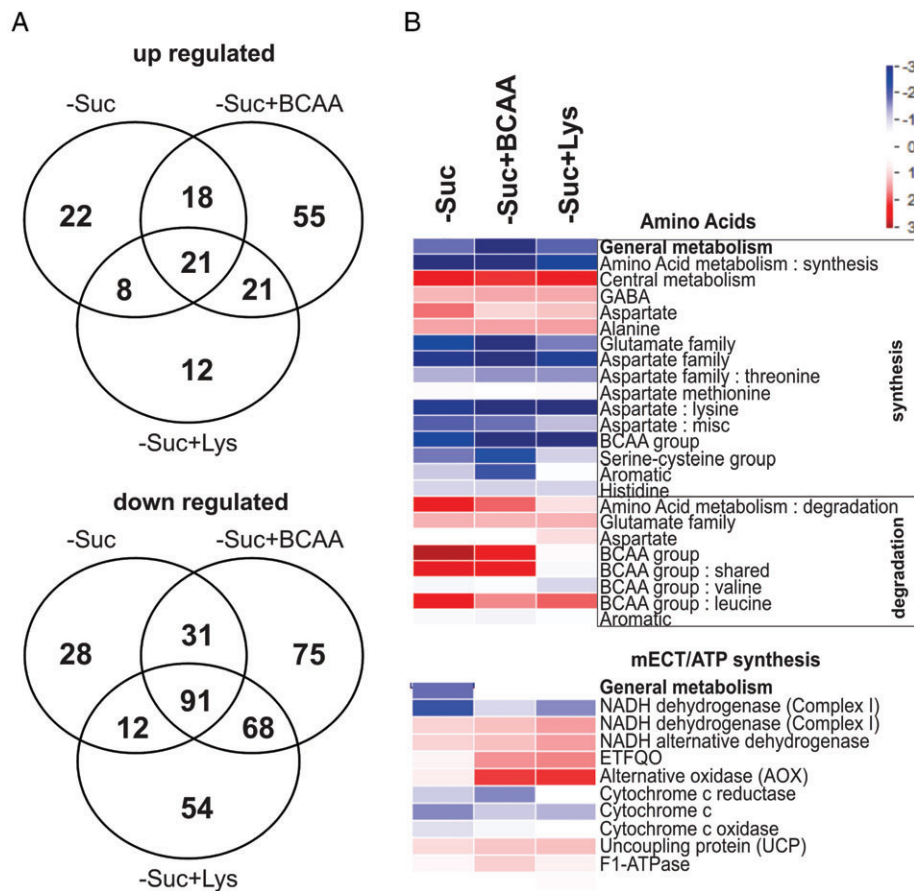 A
up regulated
-Suc
-Suc+BCAA
22
18
55
21
8
21
12
-Suc+Lys
down regulated
-Suc
-Suc+BCAA
28
31
75
91
12
68
54
-Suc+Lys
B
-Suc
-Suc+BCAA
-Suc+Lys
-3
-2
-1
0
1
2
3
Amino Acids
General metabolism
Amino Acid metabolism : synthesis
Central metabolism
GABA
Aspartate
Alanine
Glutamate family
Aspartate family
Aspartate family : threonine
Aspartate methionine
Aspartate : lysine
Aspartate : misc
BCAA group
Serine-cysteine group
Aromatic
Histidine
synthesis
Amino Acid metabolism : degradation
Glutamate family
Aspartate
BCAA group
BCAA group : shared
BCAA group : valine
BCAA group : leucine
Aromatic
degradation
mECT/ATP synthesis
General metabolism
NADH dehydrogenase (Complex I)
NADH dehydrogenase (Complex I)
NADH alternative dehydrogenase
ETFQO
Alternative oxidase (AOX)
Cytochrome c reductase
Cytochrome c
Cytochrome c oxidase
Uncoupling protein (UCP)
F1-ATPase